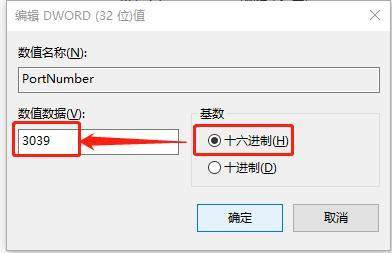 编辑 DWORD (32 位)值
数值名称(N):
PortNumber
数值数据(V):
3039
基数
十六进制(H)
十进制(D)
确定
取消